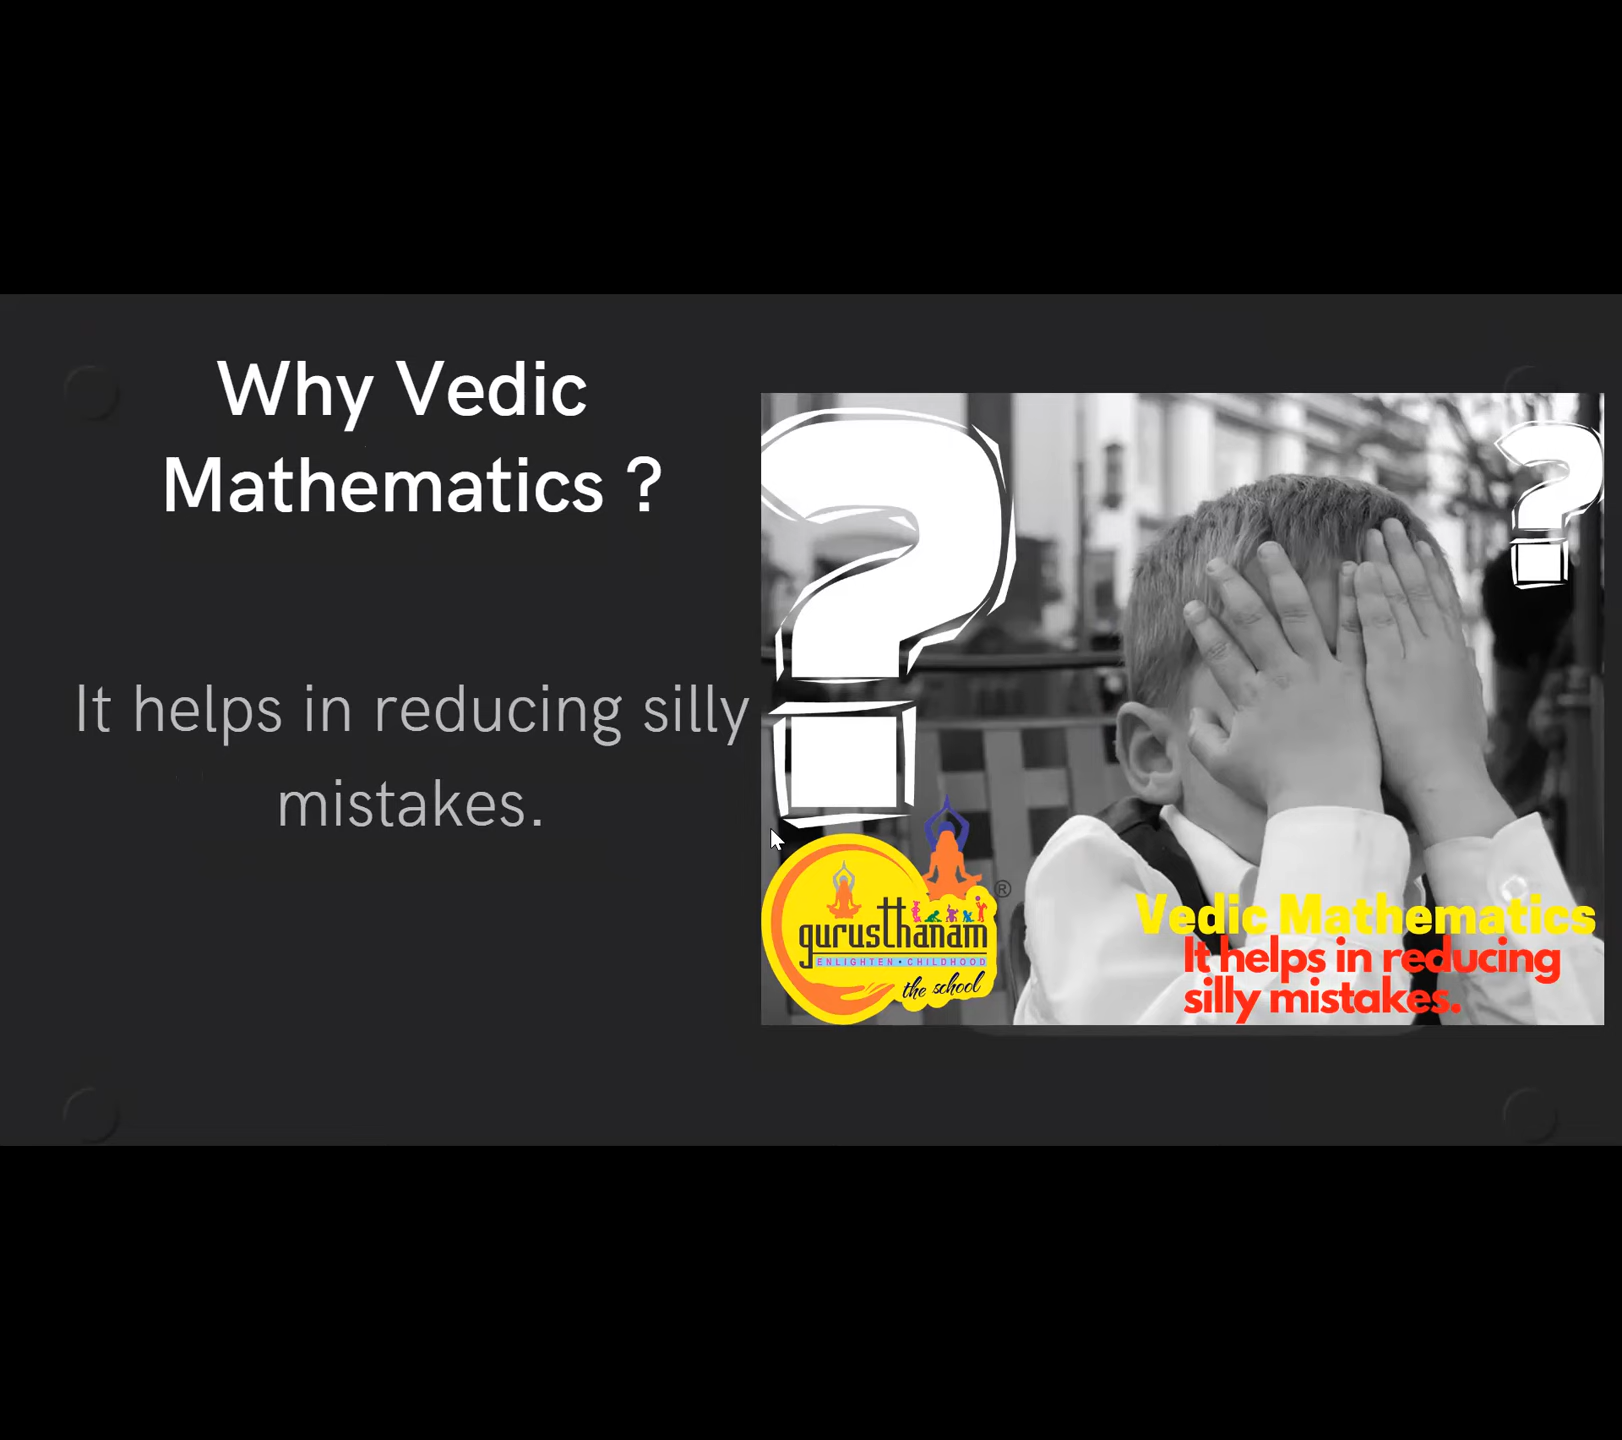 Why Vedic
Mathematics ?
It helps in reducing silly
mistakes.
?
?
®
gurusthanam
ENLIGHTEN • CHILDHOOD
the school
Vedic Mathematics
It helps in reducing
silly mistakes.